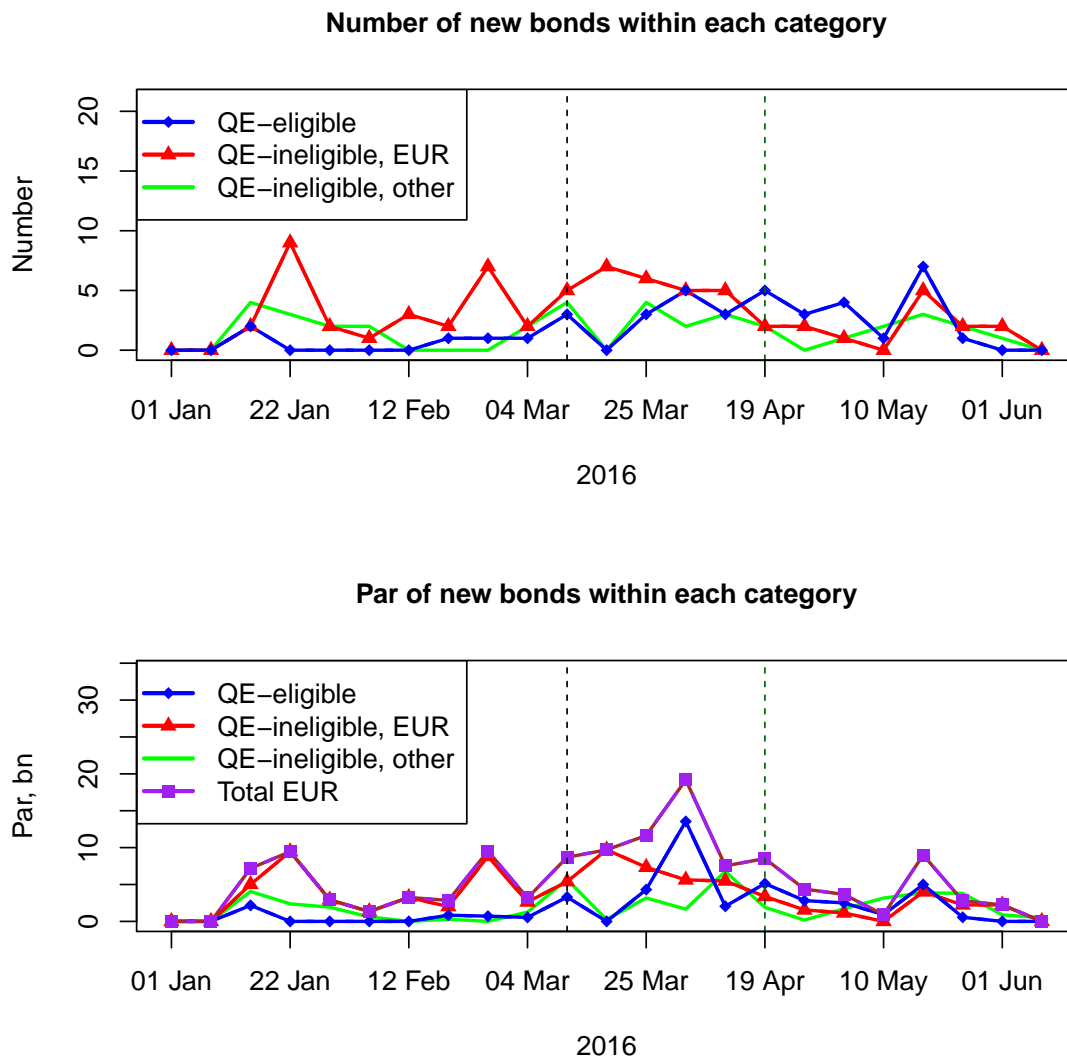 Number of new bonds within each category
Number
20
15
10
5
0
QE−eligible
QE−ineligible, EUR
QE−ineligible, other
01 Jan 22 Jan 12 Feb 04 Mar 25 Mar 19 Apr 10 May 01 Jun
2016
Par of new bonds within each category
Par, bn
30
20
10
0
QE−eligible
QE−ineligible, EUR
QE−ineligible, other
Total EUR
01 Jan 22 Jan 12 Feb 04 Mar 25 Mar 19 Apr 10 May 01 Jun
2016